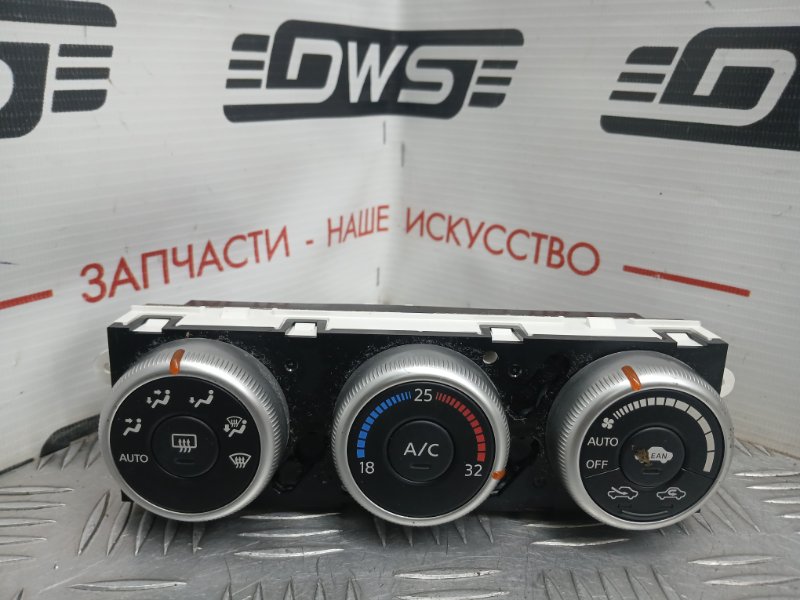 DWS
ЗАПЧАСТИ - НАШЕ ИСКУССТВО
AUTO
18 25 32
A/C
AUTO
OFF